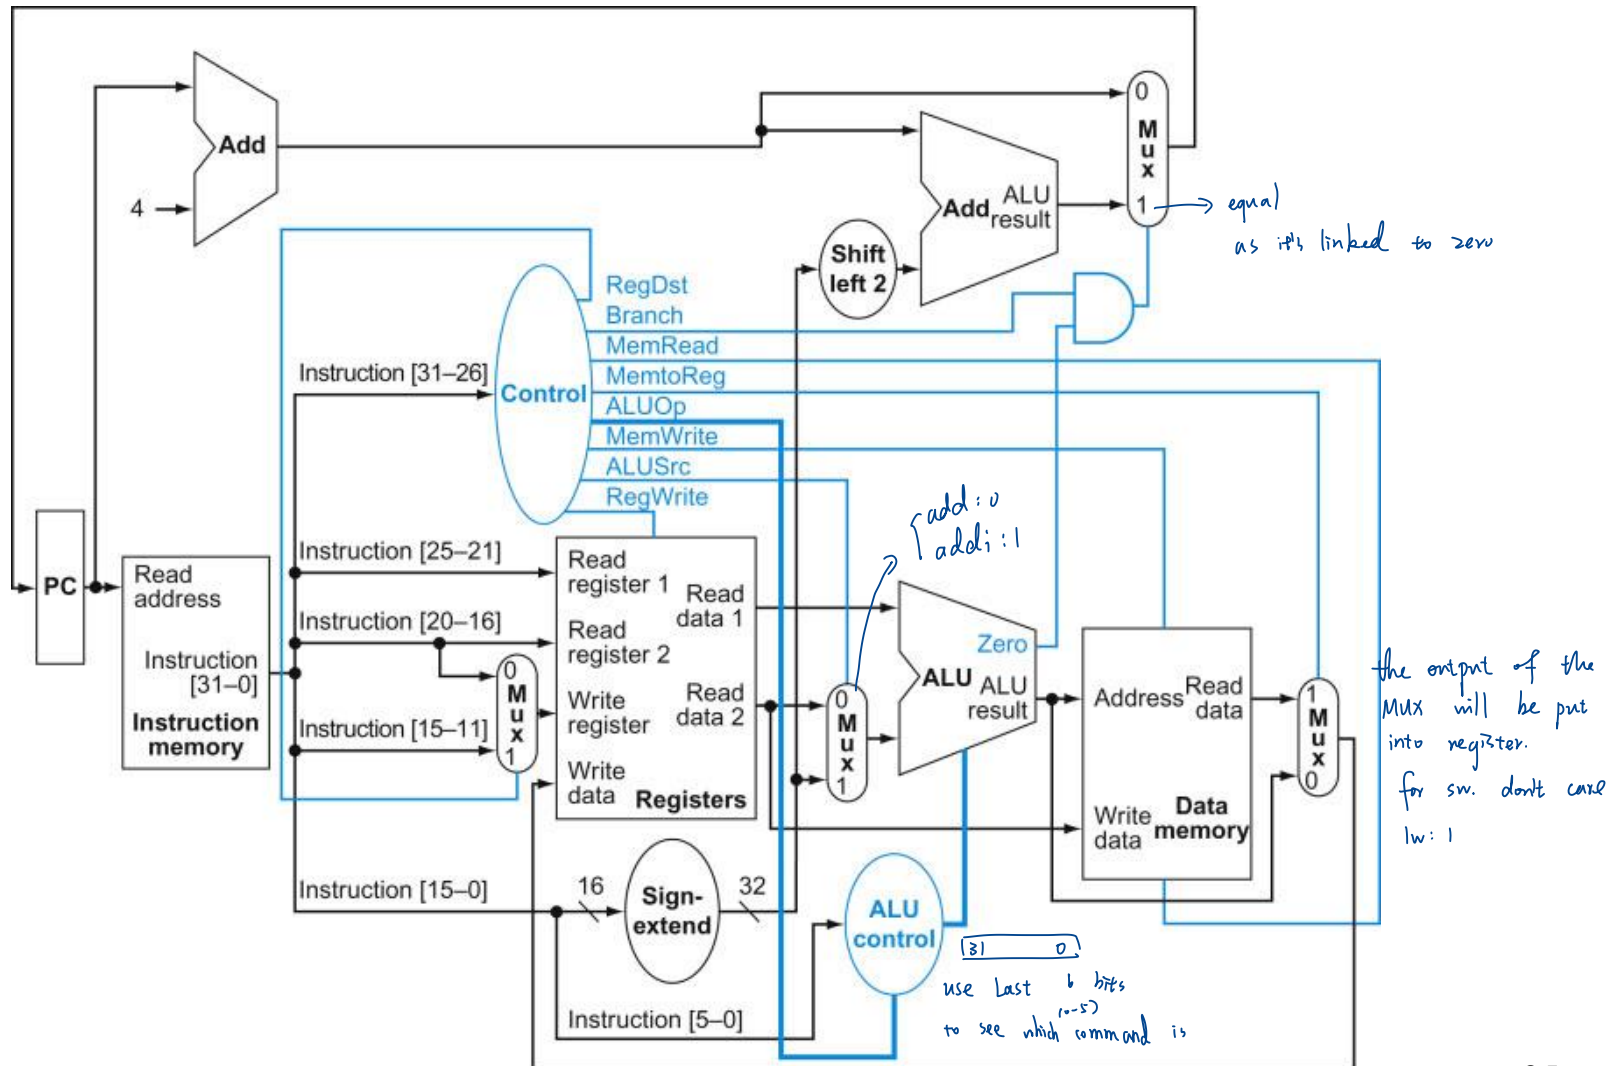 0
M
u
x
1
equal
as it's linked to zero
Add
4
Add
ALU
result
Shift
left 2
RegDst
Branch
MemRead
MemtoReg
ALUOp
MemWrite
ALUSrc
RegWrite
Control
Instruction [31–26]
add : 0
addi : 1
PC
Read
address
Instruction
[31–0]
Instruction
memory
Instruction [25–21]
Instruction [20–16]
Instruction [15–11]
0
M
u
x
1
Read
register 1
Read
register 2
Write
register
Write
data
Read
data 1
Read
data 2
Registers
0
M
u
x
1
Zero
ALU
ALU
result
Address
Read
data
Write
data
Data
memory
1
M
u
x
0
the output of the
MUX will be put
into register.
for sw. don't care
lw : 1
Instruction [15–0]
16
Sign-
extend
32
ALU
control
31 0
use Last 6 bits
(0-5)
to see which command is
Instruction [5–0]